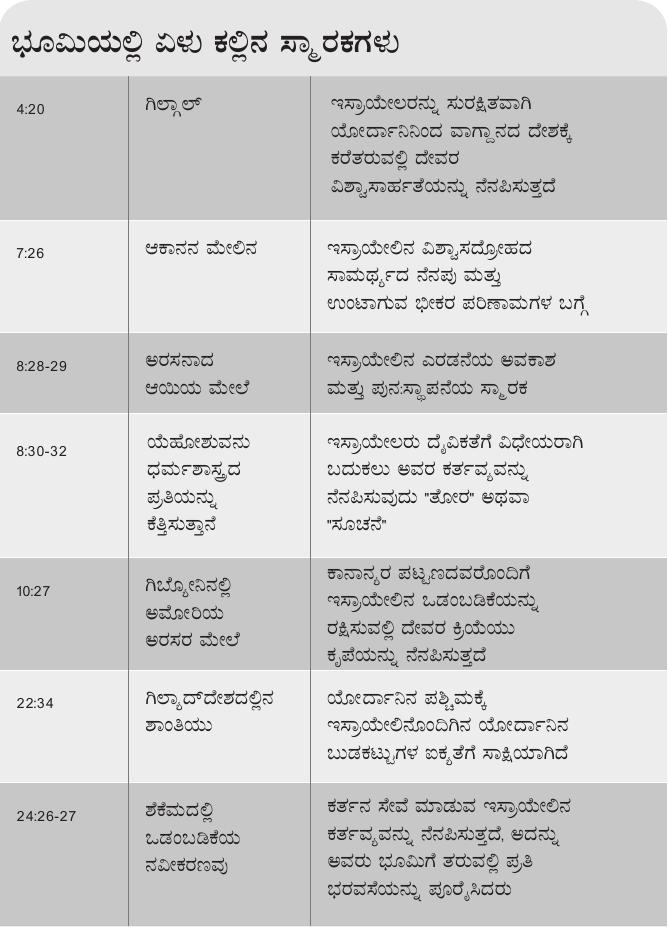 ಭೂಮಿಯಲ್ಲಿ ಏಳು ಕಲ್ಲಿನ ಸ್ಮಾರಕಗಳು
4:20
ಗಿಲ್ಗಾಲ್
ಇಸ್ರಾಯೇಲರನ್ನು ಸುರಕ್ಷಿತವಾಗಿ
ಯೋರ್ದಾನಿನಿಂದ ವಾಗ್ದಾನದ ದೇಶಕ್ಕೆ
ಕರೆತರುವಲ್ಲಿ ದೇವರ
ವಿಶ್ವಾಸಾರ್ಹತೆಯನ್ನು ನೆನಪಿಸುತ್ತದೆ
7:26
ಆಕಾನನ ಮೇಲಿನ
ಇಸ್ರಾಯೇಲಿನ ವಿಶ್ವಾಸದ್ರೋಹದ
ಸಾಮರ್ಥ್ಯದ ನೆನಪು ಮತ್ತು
ಉಂಟಾಗುವ ಭೀಕರ ಪರಿಣಾಮಗಳ ಬಗ್ಗೆ
8:28-29
ಅರಸನಾದ
ಆಯಿಯ ಮೇಲೆ
ಇಸ್ರಾಯೇಲಿನ ಎರಡನೆಯ ಅವಕಾಶ
ಮತ್ತು ಪುನಃಸ್ಥಾಪನೆಯ ಸ್ಮಾರಕ
8:30-32
ಯೆಹೋಶುವನು
ಧರ್ಮಶಾಸ್ತ್ರದ
ಪ್ರತಿಯನ್ನು
ಕೆತ್ತಿಸುತ್ತಾನೆ
ಇಸ್ರಾಯೇಲರು ದೈವಿಕತೆಗೆ ವಿಧೇಯರಾಗಿ
ಬದುಕಲು ಅವರ ಕರ್ತವ್ಯವನ್ನು
ನೆನಪಿಸುವುದು "ತೋರ" ಅಥವಾ
"ಸೂಚನೆ"
10:27
ಗಿಬ್ಯೋನಿನಲ್ಲಿ
ಅಮೋರಿಯ
ಅರಸರ ಮೇಲೆ
ಕಾನಾನ್ಯರ ಪಟ್ಟಣದವರೊಂದಿಗೆ
ಇಸ್ರಾಯೇಲಿನ ಒಡಂಬಡಿಕೆಯನ್ನು
ರಕ್ಷಿಸುವಲ್ಲಿ ದೇವರ ಕ್ರಿಯೆಯು
ಕೃಪೆಯನ್ನು ನೆನಪಿಸುತ್ತದೆ
22:34
ಗಿಲ್ಯಾದ್‌ದೇಶದಲ್ಲಿನ
ಶಾಂತಿಯು
ಯೋರ್ದಾನಿನ ಪಶ್ಚಿಮಕ್ಕೆ
ಇಸ್ರಾಯೇಲಿನೊಂದಿಗಿನ ಯೋರ್ದಾನಿನ
ಬುಡಕಟ್ಟುಗಳ ಐಕ್ಯತೆಗೆ ಸಾಕ್ಷಿಯಾಗಿದೆ
24:26-27
ಶೆಕೆಮದಲ್ಲಿ
ಒಡಂಬಡಿಕೆಯ
ನವೀಕರಣವು
ಕರ್ತನ ಸೇವೆ ಮಾಡುವ ಇಸ್ರಾಯೇಲಿನ
ಕರ್ತವ್ಯವನ್ನು ನೆನಪಿಸುತ್ತದೆ, ಅದನ್ನು
ಅವರು ಭೂಮಿಗೆ ತರುವಲ್ಲಿ ಪ್ರತಿ
ಭರವಸೆಯನ್ನು ಪೂರೈಸಿದರು